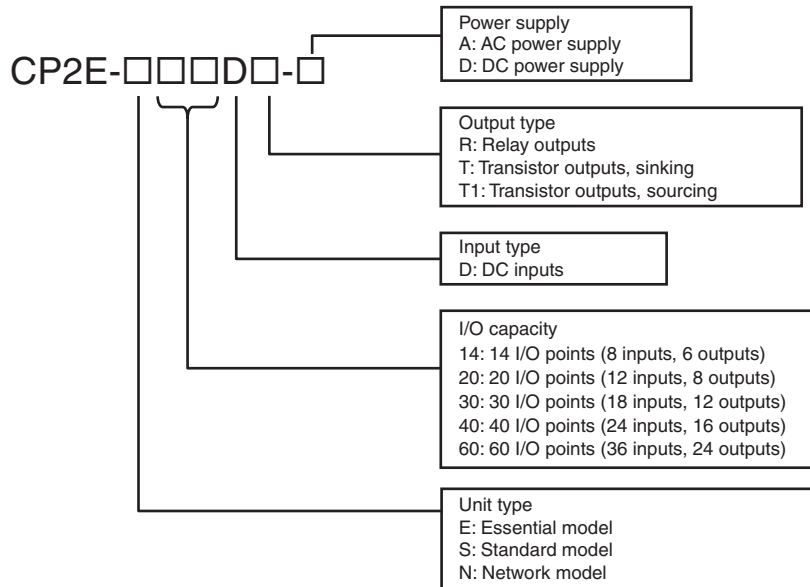 CP2E-□□□D□-□
Power supply
A: AC power supply
D: DC power supply
Output type
R: Relay outputs
T: Transistor outputs, sinking
T1: Transistor outputs, sourcing
Input type
D: DC inputs
I/O capacity
14: 14 I/O points (8 inputs, 6 outputs)
20: 20 I/O points (12 inputs, 8 outputs)
30: 30 I/O points (18 inputs, 12 outputs)
40: 40 I/O points (24 inputs, 16 outputs)
60: 60 I/O points (36 inputs, 24 outputs)
Unit type
E: Essential model
S: Standard model
N: Network model